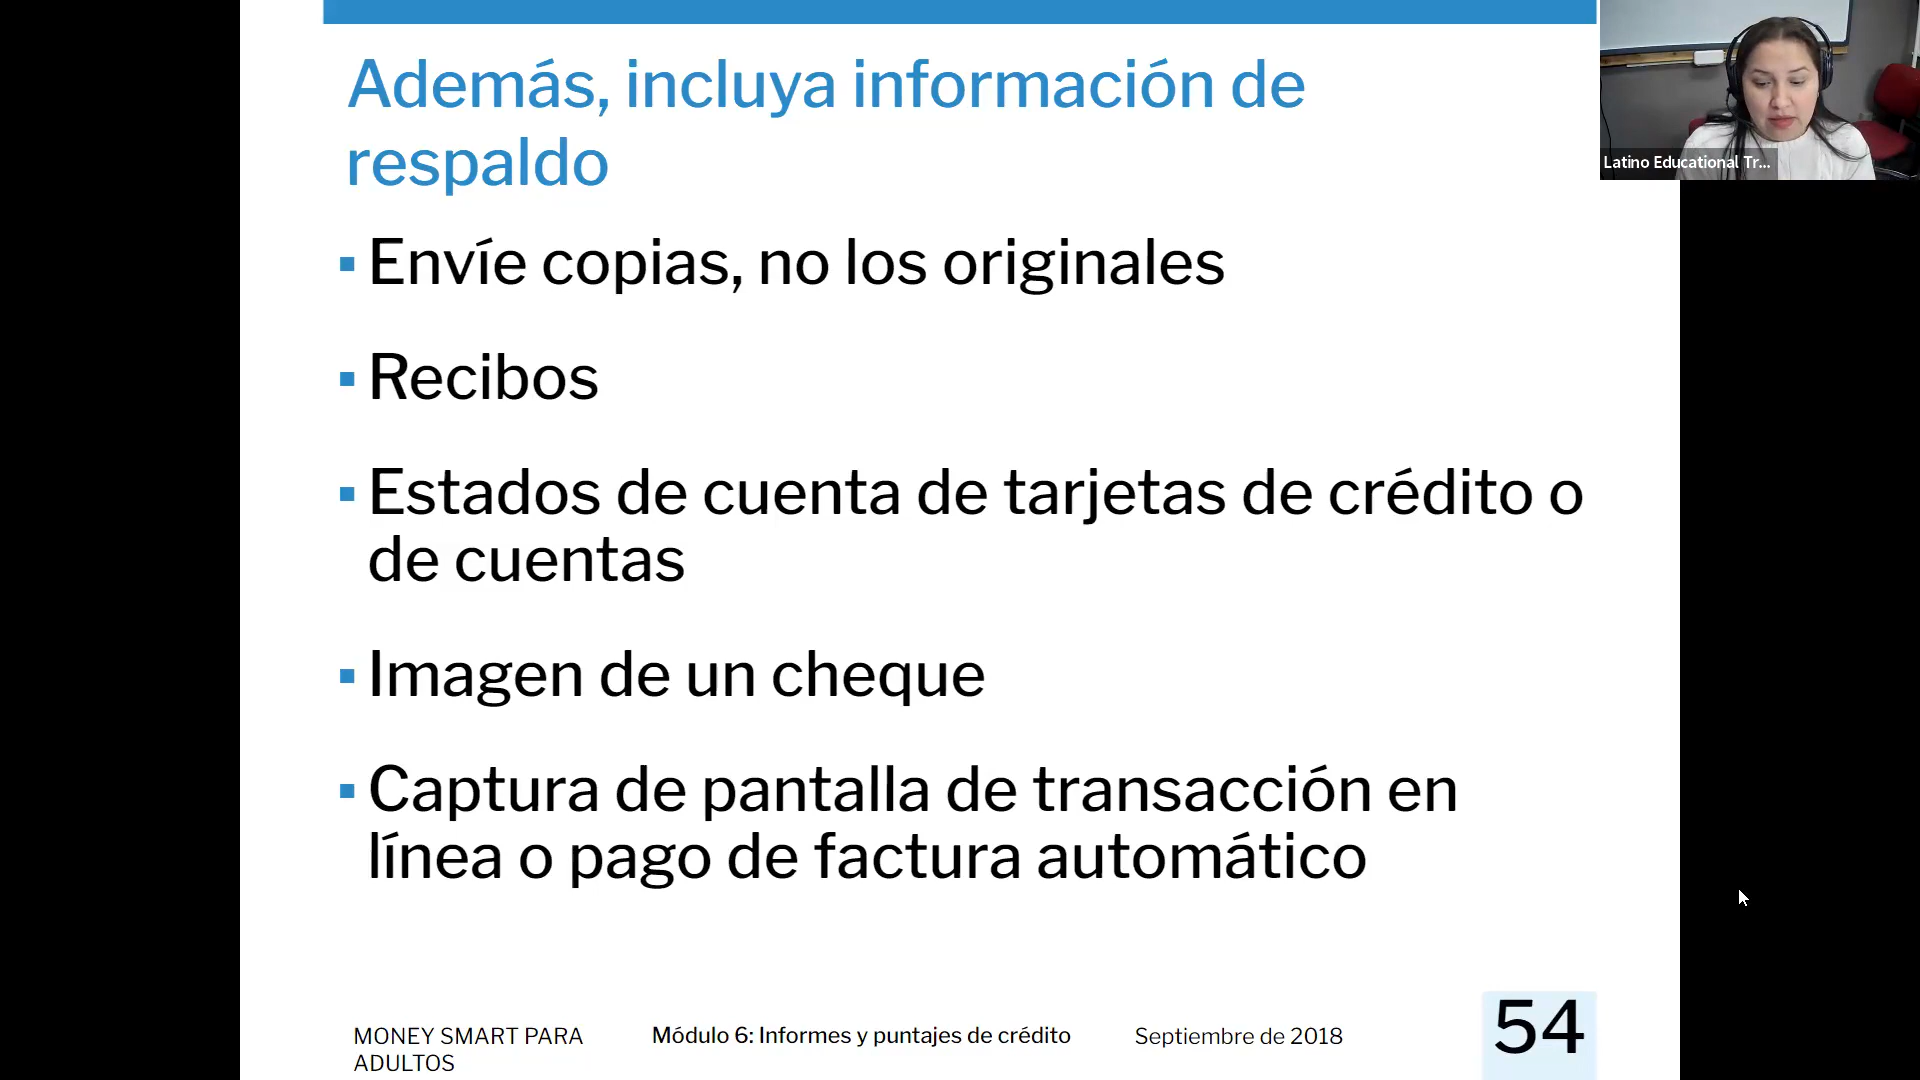 Además, incluya información de
respaldo
Latino Educational Tr...
▪ Envíe copias, no los originales
▪ Recibos
▪ Estados de cuenta de tarjetas de crédito o
de cuentas
▪ Imagen de un cheque
▪ Captura de pantalla de transacción en
línea o pago de factura automático
MONEY SMART PARA
ADULTOS
Módulo 6: Informes y puntajes de crédito
Septiembre de 2018
54